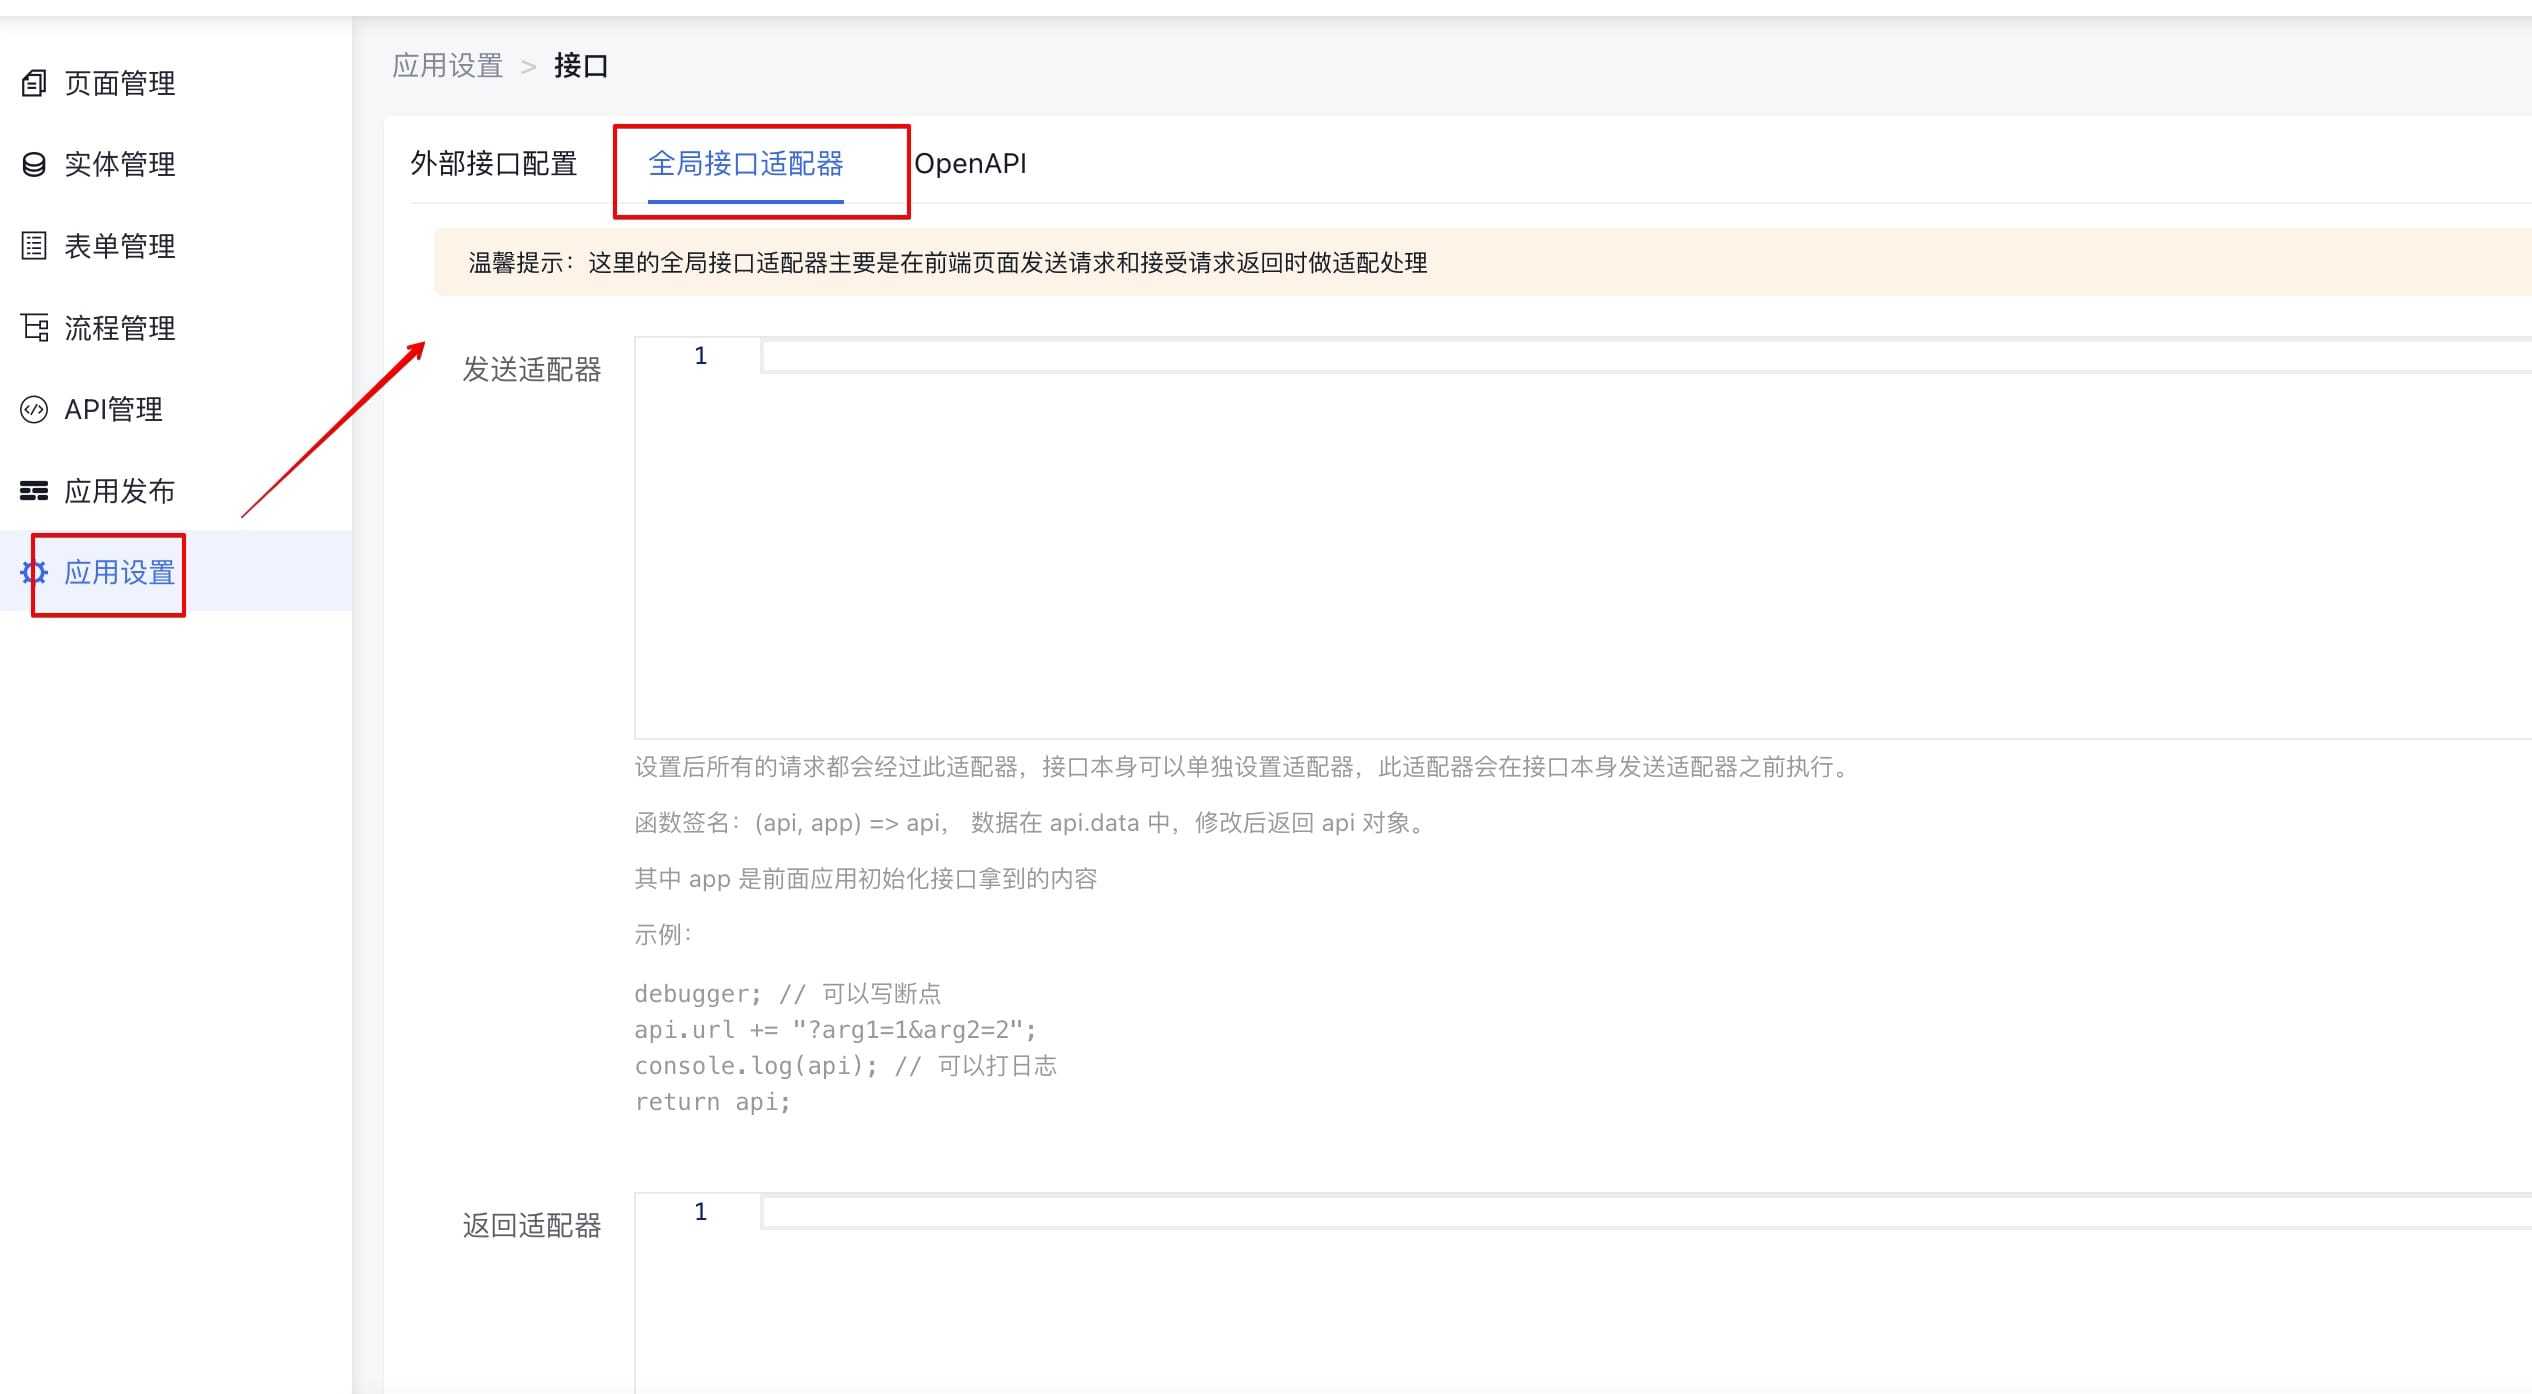 页面管理
实体管理
表单管理
流程管理
API管理
应用发布
应用设置
应用设置 > 接口
外部接口配置 全局接口适配器 OpenAPI
温馨提示：这里的全局接口适配器主要是在前端页面发送请求和接受请求返回时做适配处理
发送适配器
1
设置后所有的请求都会经过此适配器，接口本身可以单独设置适配器，此适配器会在接口本身发送适配器之前执行。
函数签名：(api, app) => api， 数据在 api.data 中，修改后返回 api 对象。
其中 app 是前面应用初始化接口拿到的内容
示例：
debugger; // 可以写断点
api.url += "?arg1=1&arg2=2";
console.log(api); // 可以打日志
return api;
返回适配器
1